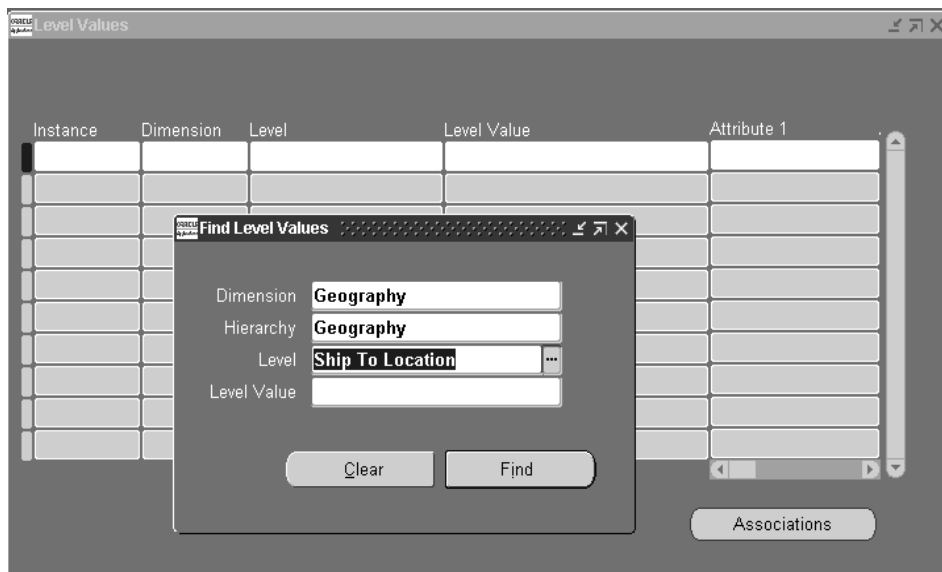 Level Values
Instance Dimension Level Level Value Attribute 1 .
Find Level Values
Dimension Geography
Hierarchy Geography
Level Ship To Location ...
Level Value
Clear Find
Associations